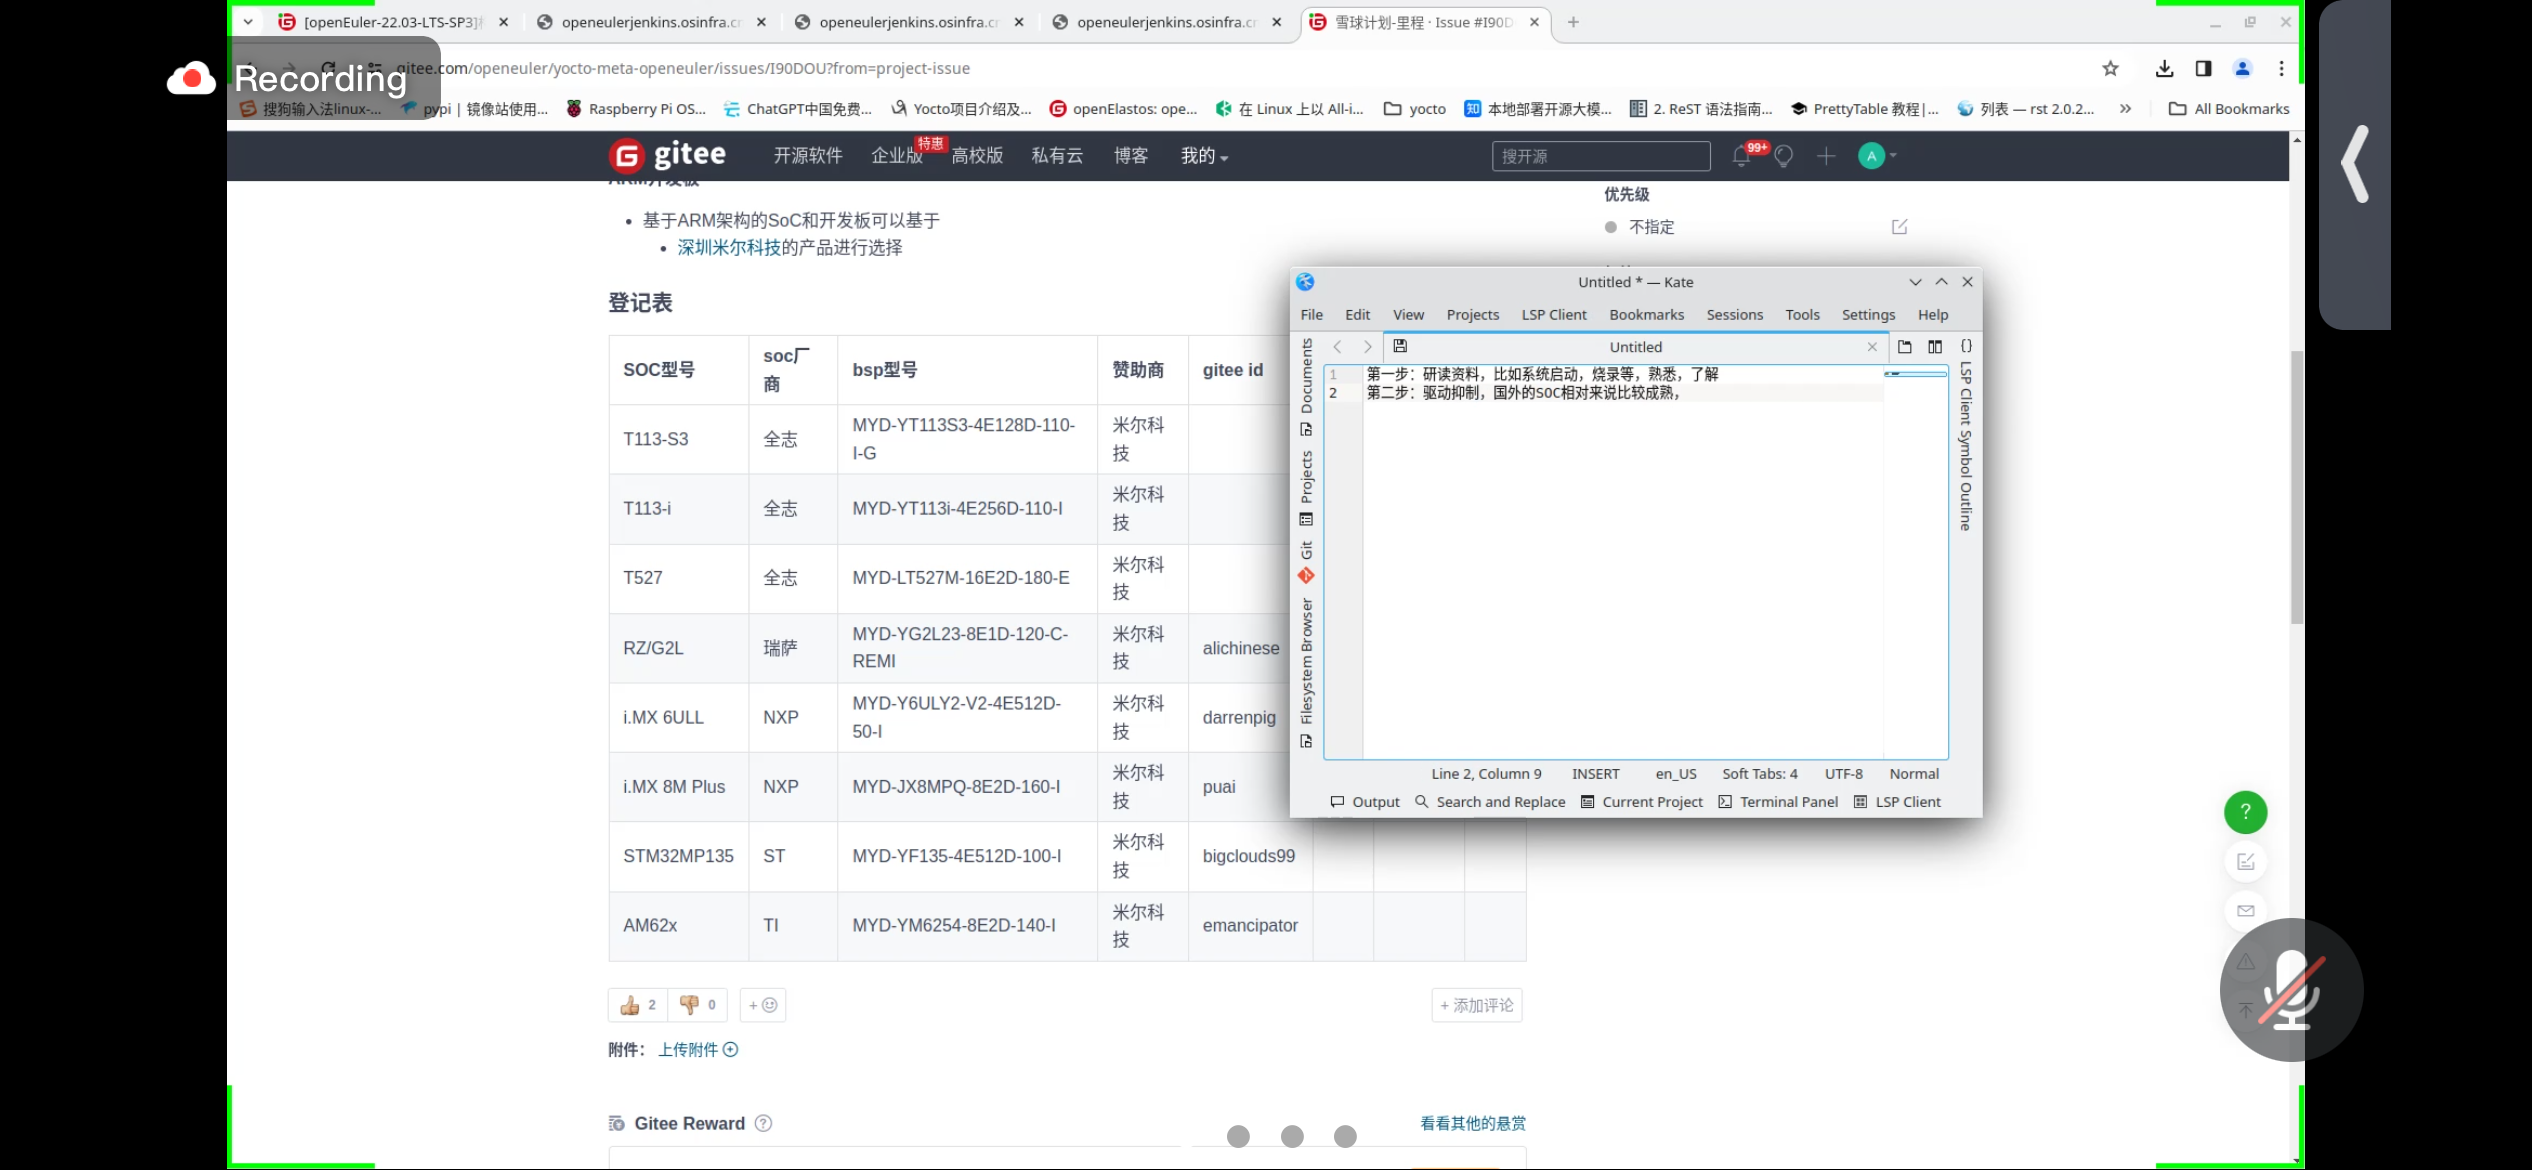 [openEuler-22.03-LTS-SP3]
openeulerjenkins.osinfra.cn
openeulerjenkins.osinfra.cn
openeulerjenkins.osinfra.cn
雪球计划-里程 · Issue #I90D
Recording
gitee.com/openeuler/yocto-meta-openeuler/issues/I90DOU?from=project-issue
搜狗输入法linux-...
pypi | 镜像站使用...
Raspberry Pi OS...
ChatGPT中国免费...
Yocto项目介绍及...
openElastos: ope...
在 Linux 上以 All-i...
yocto
本地部署开源大模...
2. ReST 语法指南...
PrettyTable 教程|...
列表 — rst 2.0.2...
»
All Bookmarks
gitee
开源软件
企业版
特惠
高校版
私有云
博客
我的
搜开源
99+
A
ARM开发板
优先级
不指定
• 基于ARM架构的SoC和开发板可以基于
• 深圳米尔科技的产品进行选择
登记表
SOC型号 soc厂商 bsp型号 赞助商 gitee id
T113-S3 全志 MYD-YT113S3-4E128D-110-I-G 米尔科技
T113-i 全志 MYD-YT113i-4E256D-110-I 米尔科技
T527 全志 MYD-LT527M-16E2D-180-E 米尔科技
RZ/G2L 瑞萨 MYD-YG2L23-8E1D-120-C-REMI 米尔科技 alichinese
i.MX 6ULL NXP MYD-Y6ULY2-V2-4E512D-50-I 米尔科技 darrenpig
i.MX 8M Plus NXP MYD-JX8MPQ-8E2D-160-I 米尔科技 puai
STM32MP135 ST MYD-YF135-4E512D-100-I 米尔科技 bigclouds99
AM62x TI MYD-YM6254-8E2D-140-I 米尔科技 emancipator
Untitled * — Kate
File Edit View Projects LSP Client Bookmarks Sessions Tools Settings Help
Untitled
Documents
Projects
Git
Filesystem Browser
LSP Client Symbol Outline
1 第一步：研读资料，比如系统启动，烧录等，熟悉，了解
2 第二步：驱动抑制，国外的SOC相对来说比较成熟，
Line 2, Column 9 INSERT en_US Soft Tabs: 4 UTF-8 Normal
Output Search and Replace Current Project Terminal Panel LSP Client
?
2
0
+
+ 添加评论
附件： 上传附件
Gitee Reward ?
看看其他的悬赏